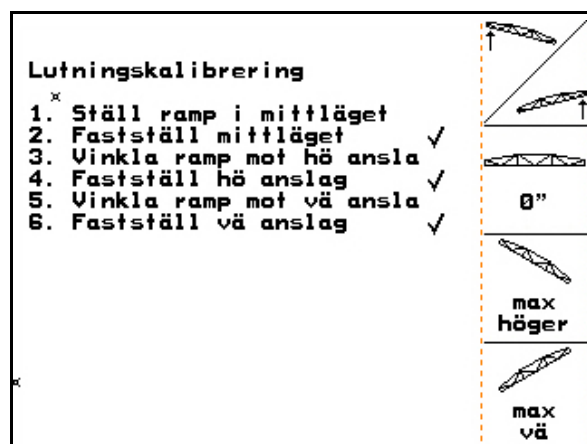 Lutningskalibrering
1. Ställ ramp i mittläget
2. Fastställ mittläget ✓
3. Vinkla ramp mot hö ansla
4. Fastställ hö anslag ✓
5. Vinkla ramp mot vä ansla
6. Fastställ vä anslag ✓
0”
max
höger
max
vä